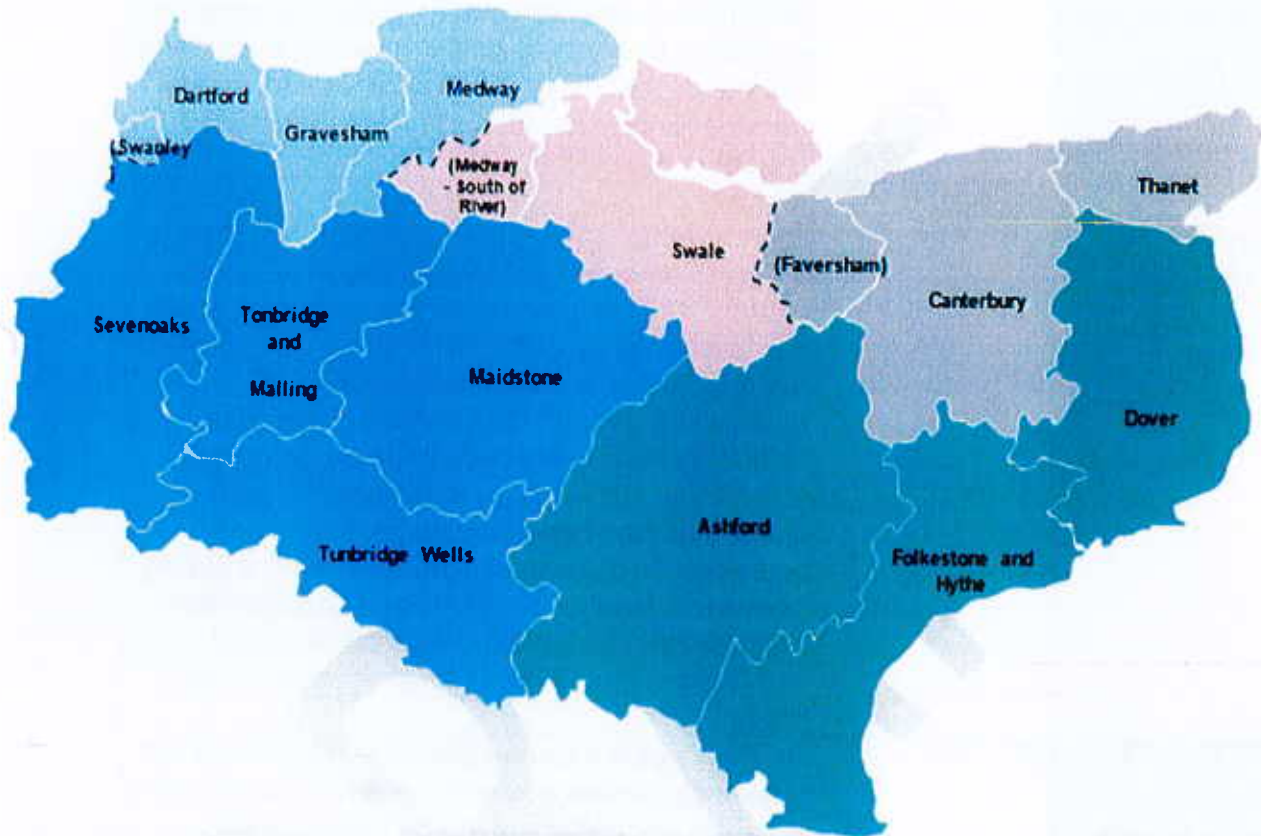 Dartford
Medway
Gravesham
(Swanley
(Medway
- South of
River)
Thanet
Swale
(Faversham)
Canterbury
Sevenoaks
Tonbridge
and
Malling
Maidstone
Dover
Ashford
Tunbridge Wells
Folkestone and
Hythe